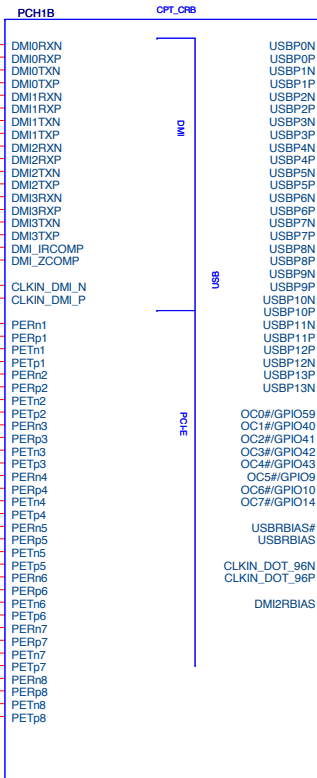 PCH1B
CPT_CRB
DMI0RXN
DMI0RXP
DMI0TXN
DMI0TXP
DMI1RXN
DMI1RXP
DMI1TXN
DMI1TXP
DMI2RXN
DMI2RXP
DMI2TXN
DMI2TXP
DMI3RXN
DMI3RXP
DMI3TXN
DMI3TXP
DMI_IRCOMP
DMI_ZCOMP
CLKIN_DMI_N
CLKIN_DMI_P
PERn1
PERp1
PETn1
PETp1
PERn2
PERp2
PETn2
PETp2
PERn3
PERp3
PETn3
PETp3
PERn4
PERp4
PETn4
PETp4
PERn5
PERp5
PETn5
PETp5
PERn6
PERp6
PETn6
PETp6
PERn7
PERp7
PETn7
PETp7
PERn8
PERp8
PETn8
PETp8
DMI
PCI-E
USB
USBP0N
USBP0P
USBP1N
USBP1P
USBP2N
USBP2P
USBP3N
USBP3P
USBP4N
USBP4P
USBP5N
USBP5P
USBP6N
USBP6P
USBP7N
USBP7P
USBP8N
USBP8P
USBP9N
USBP9P
USBP10N
USBP10P
USBP11N
USBP11P
USBP12P
USBP12N
USBP13P
USBP13N
OC0#/GPIO59
OC1#/GPIO40
OC2#/GPIO41
OC3#/GPIO42
OC4#/GPIO43
OC5#/GPIO9
OC6#/GPIO10
OC7#/GPIO14
USBRBIAS#
USBRBIAS
CLKIN_DOT_96N
CLKIN_DOT_96P
DMI2RBIAS